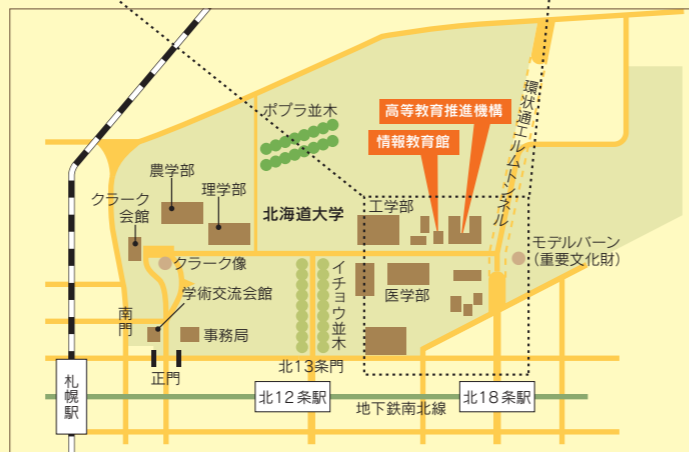 ポプラ並木
高等教育推進機構
情報教育館
環状通エルムトンネル
農学部
理学部
クラーク
会館
北海道大学
工学部
モデルバーン
(重要文化財)
クラーク像
イチョウ並木
医学部
学術交流会館
南門
事務局
正門
北13条門
札幌駅
北12条駅
地下鉄南北線
北18条駅